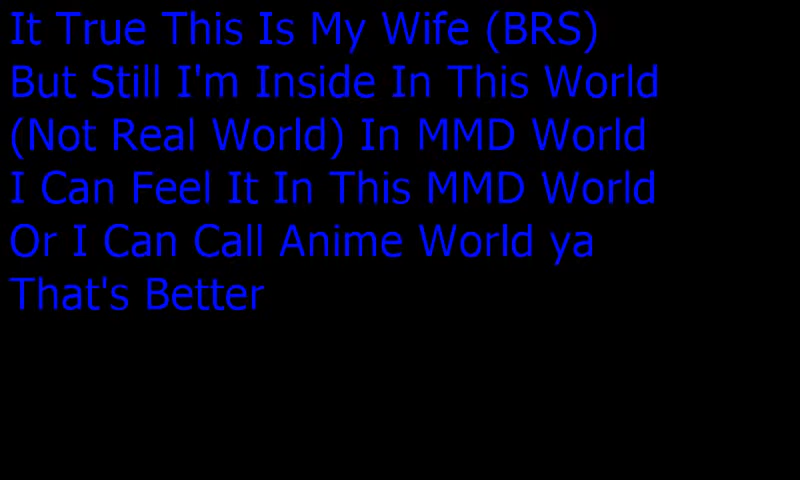 It True This Is My Wife (BRS)
But Still I'm Inside In This World
(Not Real World) In MMD World
I Can Feel It In This MMD World
Or I Can Call Anime World ya
That's Better